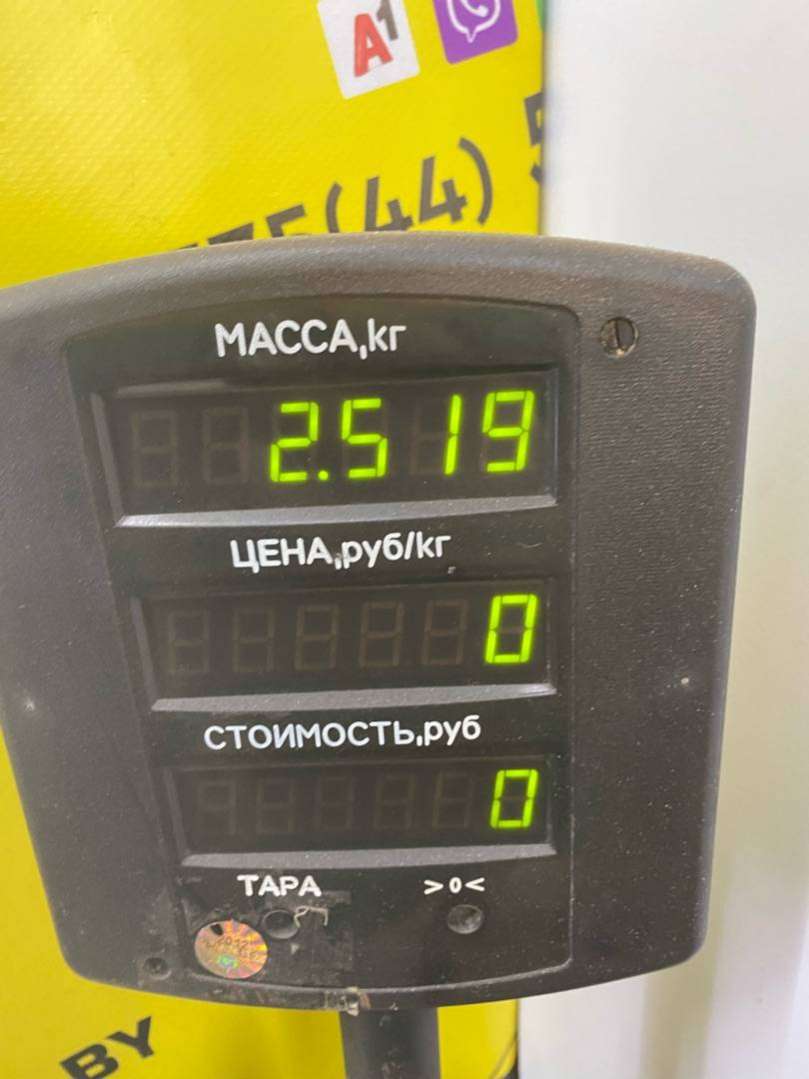 A1
(44)
МАССА,кг
2.519
ЦЕНА,руб/кг
0
СТОИМОСТЬ,руб
0
ТАРА >0<
BY